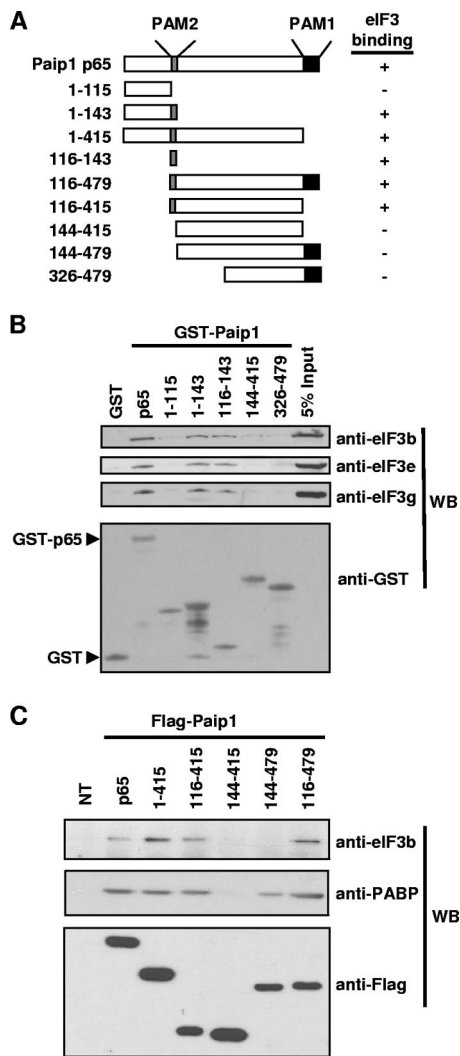 A
PAM2 PAM1 eIF3 binding
Paip1 p65 +
1-115 -
1-143 +
1-415 +
116-143 +
116-479 +
116-415 +
144-415 -
144-479 -
326-479 -
B
GST-Paip1
GST p65 1-115 1-143 116-143 144-415 326-479 5% Input
anti-eIF3b
anti-eIF3e
anti-eIF3g
WB
GST-p65
anti-GST
GST
C
Flag-Paip1
NT p65 1-415 116-415 144-415 144-479 116-479
anti-eIF3b
anti-PABP
WB
anti-Flag